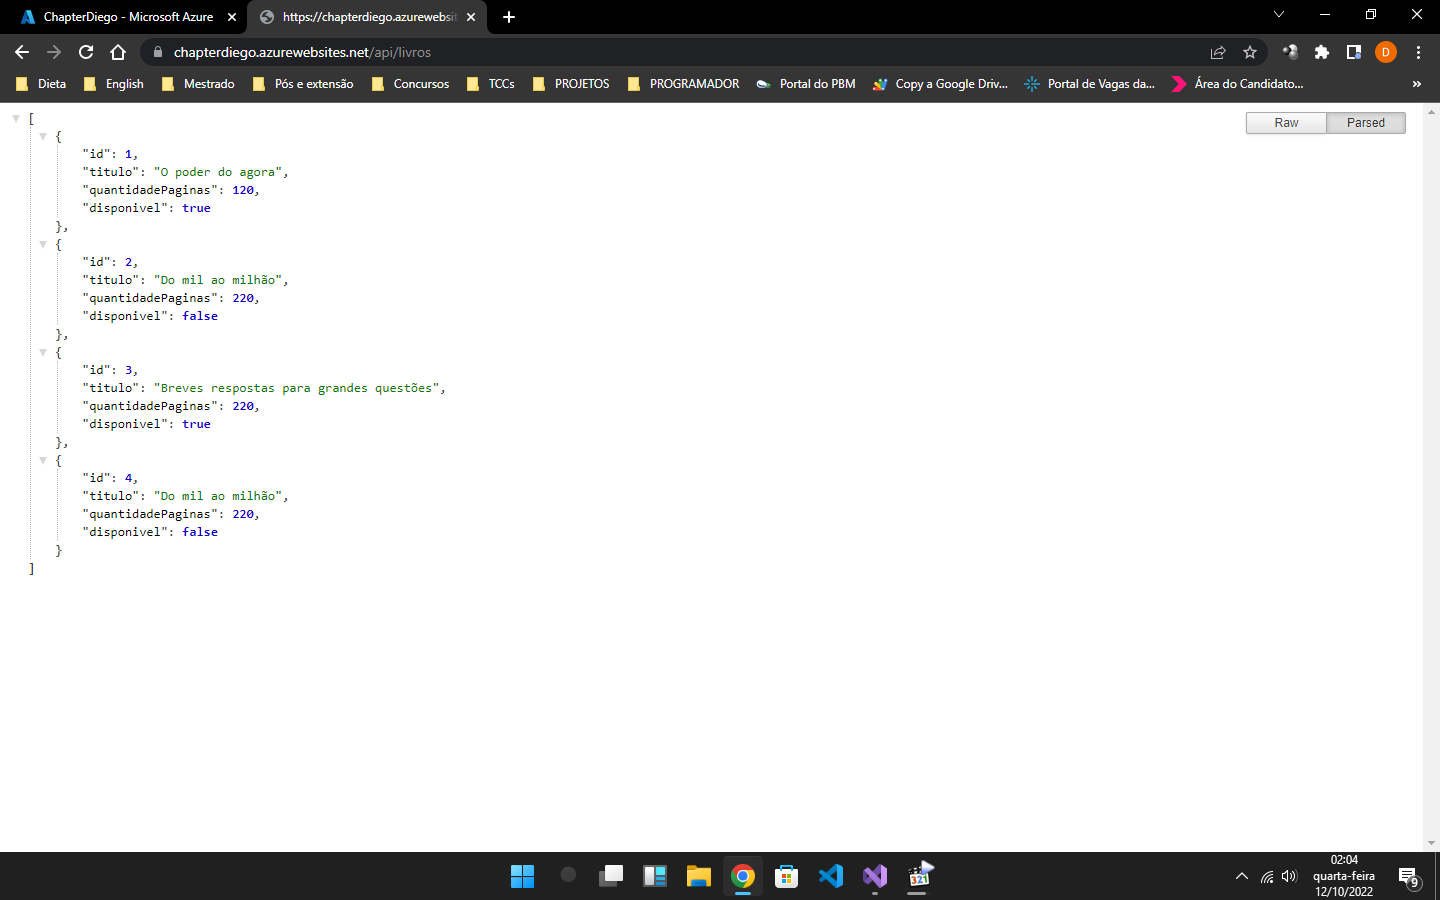 ChapterDiego - Microsoft Azure
https://chapterdiego.azurewebsit
chapterdiego.azurewebsites.net/api/livros
D
Dieta
English
Mestrado
Pós e extensão
Concursos
TCCs
PROJETOS
PROGRAMADOR
Portal do PBM
Copy a Google Driv...
Portal de Vagas da...
Área do Candidato...
»
Raw
Parsed
[
{
"id": 1,
"titulo": "O poder do agora",
"quantidadePaginas": 120,
"disponivel": true
},
{
"id": 2,
"titulo": "Do mil ao milhão",
"quantidadePaginas": 220,
"disponivel": false
},
{
"id": 3,
"titulo": "Breves respostas para grandes questões",
"quantidadePaginas": 220,
"disponivel": true
},
{
"id": 4,
"titulo": "Do mil ao milhão",
"quantidadePaginas": 220,
"disponivel": false
}
]
321
02:04
quarta-feira
12/10/2022
9